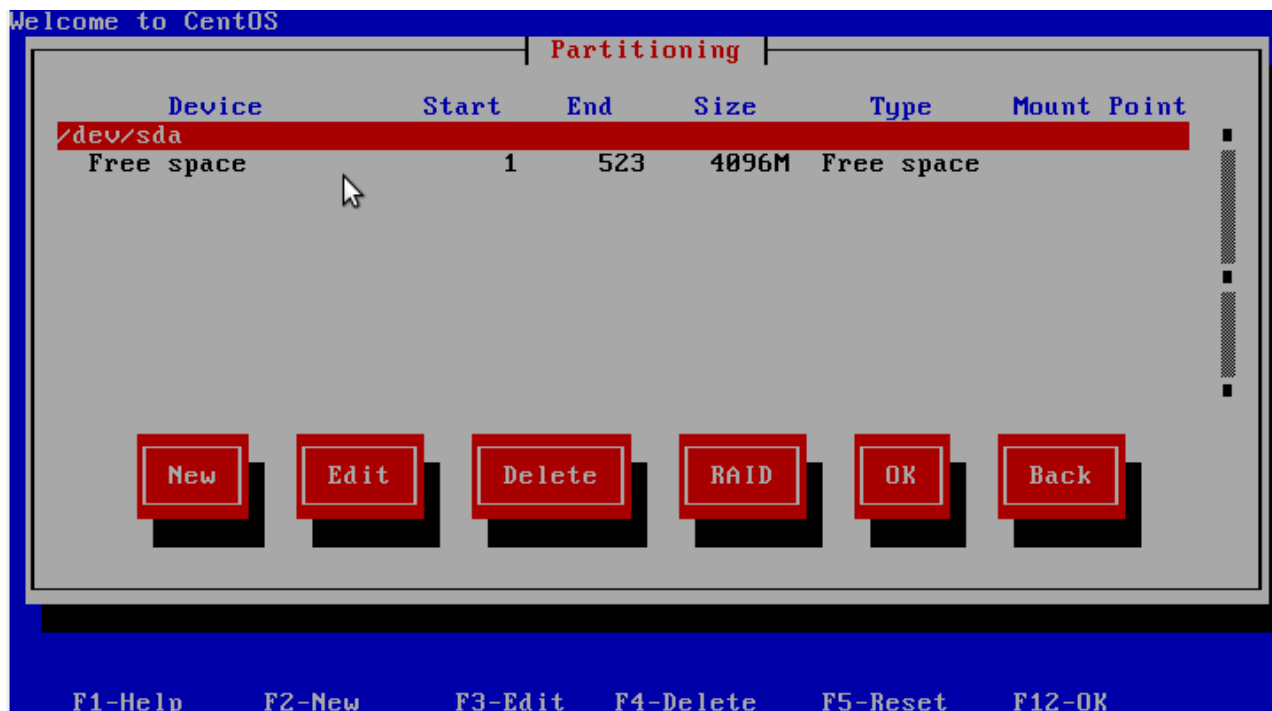 Welcome to CentOS
Partitioning
Device Start End Size Type Mount Point
/dev/sda
Free space 1 523 4096M Free space
New Edit Delete RAID OK Back
F1-Help F2-New F3-Edit F4-Delete F5-Reset F12-OK